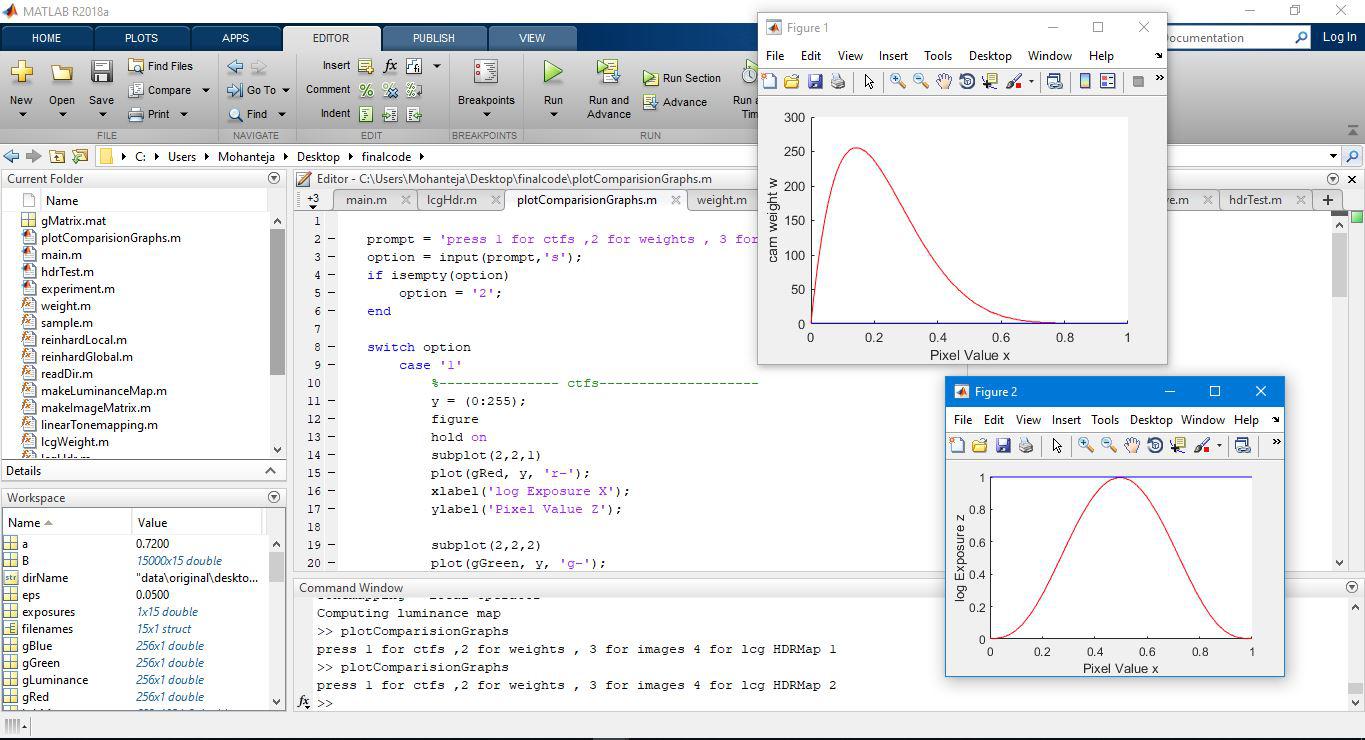 MATLAB R2018a
HOME PLOTS APPS EDITOR PUBLISH VIEW
ocumentation
Log In
New
Open
Save
Find Files
Compare
Print
FILE
Go To
Find
NAVIGATE
Insert
Comment
Indent
fx
EDIT
Breakpoints
BREAKPOINTS
Run
Run and
Advance
Run Section
Advance
Run a
Tim
RUN
C: Users Mohanteja Desktop finalcode
Current Folder
Name
gMatrix.mat
plotComparisionGraphs.m
main.m
hdrTest.m
experiment.m
weight.m
sample.m
reinhardLocal.m
reinhardGlobal.m
readDir.m
makeLuminanceMap.m
makeImageMatrix.m
linearTonemapping.m
lcgWeight.m
Details
Workspace
Name Value
a 0.7200
B 15000x15 double
str dirName "data\original\deskto...
eps 0.0500
exposures 1x15 double
filenames 15x1 struct
gBlue 256x1 double
gGreen 256x1 double
gLuminance 256x1 double
gRed 256x1 double
Editor - C:\Users\Mohanteja\Desktop\finalcode\plotComparisionGraphs.m
+3 main.m lcgHdr.m plotComparisionGraphs.m weight.m
ve.m hdrTest.m +
1
2 – prompt = 'press 1 for ctfs ,2 for weights , 3 for
3 – option = input(prompt,'s');
4 – if isempty(option)
5 – option = '2';
6 – end
7
8 – switch option
9 – case '1'
10 %--------------- ctfs--------------------
11 – y = (0:255);
12 – figure
13 – hold on
14 – subplot(2,2,1)
15 – plot(gRed, y, 'r-');
16 – xlabel('log Exposure X');
17 – ylabel('Pixel Value Z');
18
19 – subplot(2,2,2)
20 – plot(gGreen, y, 'g-');
Command Window
Computing luminance map
>> plotComparisionGraphs
press 1 for ctfs ,2 for weights , 3 for images 4 for lcg HDRMap 1
>> plotComparisionGraphs
press 1 for ctfs ,2 for weights , 3 for images 4 for lcg HDRMap 2
fx >>
Figure 1
File Edit View Insert Tools Desktop Window Help
300
250
200
150
100
50
0
cam weight w
0 0.2 0.4 0.6 0.8 1
Pixel Value x
Figure 2
File Edit View Insert Tools Desktop Window Help
1
0.8
0.6
0.4
0.2
0
log Exposure z
0 0.2 0.4 0.6 0.8 1
Pixel Value x